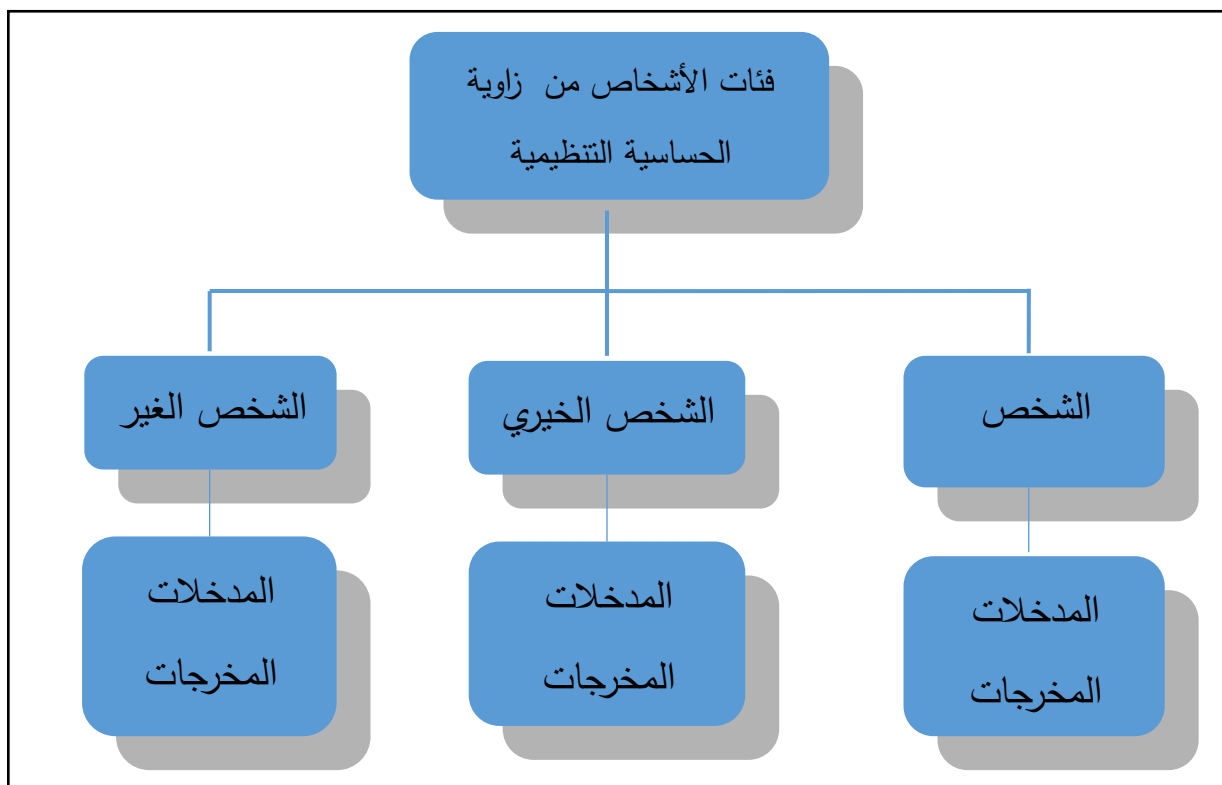 فئات الأشخاص من زاوية
الحساسية التنظيمية
الشخص
الشخص الخيري
الشخص الغير
المدخلات
المخرجات
المدخلات
المخرجات
المدخلات
المخرجات